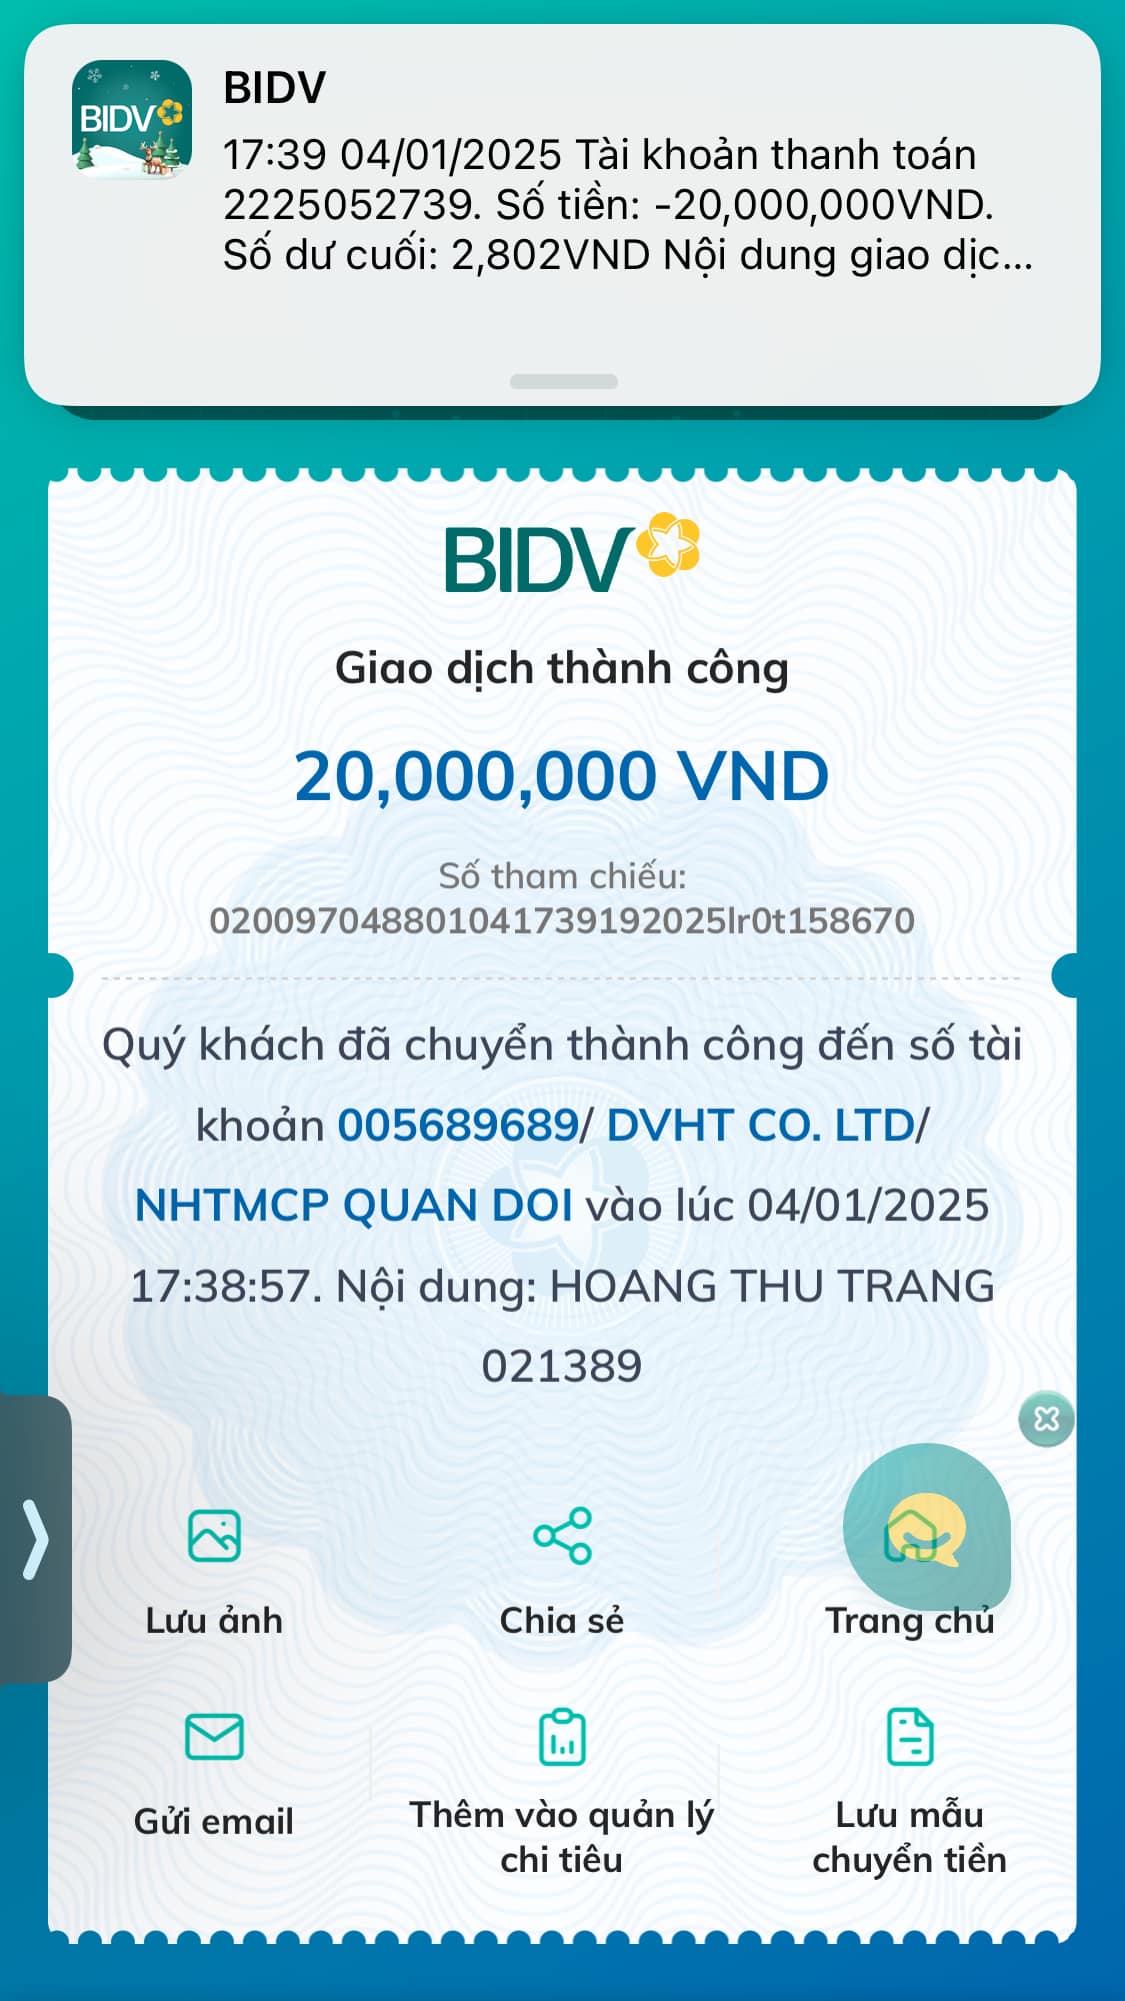 BIDV
BIDV
17:39 04/01/2025 Tài khoản thanh toán
2225052739. Số tiền: -20,000,000VND.
Số dư cuối: 2,802VND Nội dung giao dịc...
BIDV
Giao dịch thành công
20,000,000 VND
Số tham chiếu:
020097048801041739192025lr0t158670
Quý khách đã chuyển thành công đến số tài
khoản 005689689/ DVHT CO. LTD/
NHTMCP QUAN DOI vào lúc 04/01/2025
17:38:57. Nội dung: HOANG THU TRANG
021389
Lưu ảnh
Chia sẻ
Trang chủ
Gửi email
Thêm vào quản lý
chi tiêu
Lưu mẫu
chuyển tiền